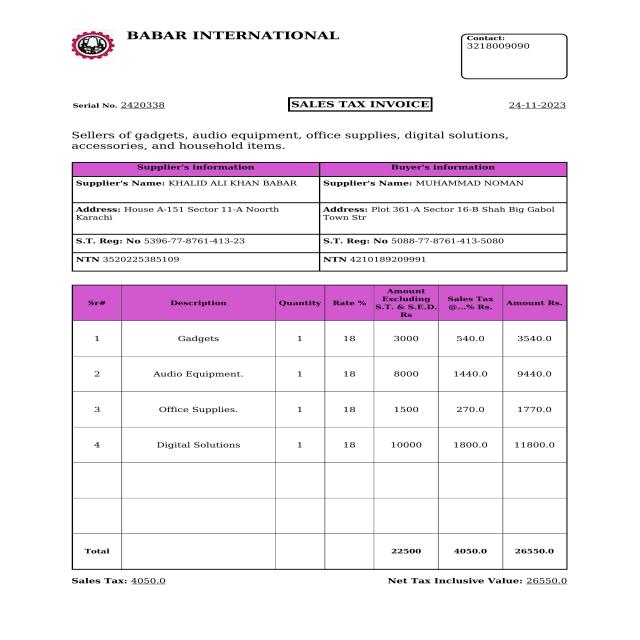 BABAR INTERNATIONAL
Contact:
3218009090
Serial No. 2420338
SALES TAX INVOICE
24-11-2023
Sellers of gadgets, audio equipment, office supplies, digital solutions,
accessories, and household items.
Supplier's information
Buyer's information
Supplier's Name: KHALID ALI KHAN BABAR
Supplier's Name: MUHAMMAD NOMAN
Address: House A-151 Sector 11-A Noorth
Karachi
Address: Plot 361-A Sector 16-B Shah Big Gabol
Town Str
S.T. Reg: No 5396-77-8761-413-23
S.T. Reg: No 5088-77-8761-413-5080
NTN 3520225385109
NTN 4210189209991
Sr# Description Quantity Rate % Amount Excluding S.T. & S.E.D. Rs Sales Tax @...% Rs. Amount Rs.
1 Gadgets 1 18 3000 540.0 3540.0
2 Audio Equipment. 1 18 8000 1440.0 9440.0
3 Office Supplies. 1 18 1500 270.0 1770.0
4 Digital Solutions 1 18 10000 1800.0 11800.0
Total 22500 4050.0 26550.0
Sales Tax: 4050.0
Net Tax Inclusive Value: 26550.0